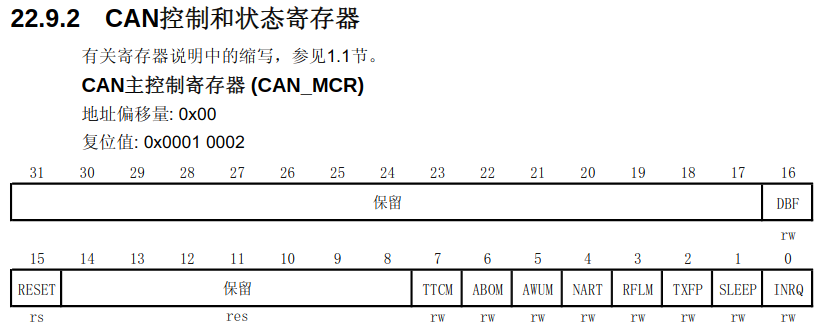 22.9.2 CAN控制和状态寄存器
有关寄存器说明中的缩写，参见1.1节。
CAN主控制寄存器 (CAN_MCR)
地址偏移量: 0x00
复位值: 0x0001 0002
31 30 29 28 27 26 25 24 23 22 21 20 19 18 17 16
保留 DBF
rw
15 14 13 12 11 10 9 8 7 6 5 4 3 2 1 0
RESET 保留 TTCM ABOM AWUM NART RFLM TXFP SLEEP INRQ
rs res rw rw rw rw rw rw rw rw